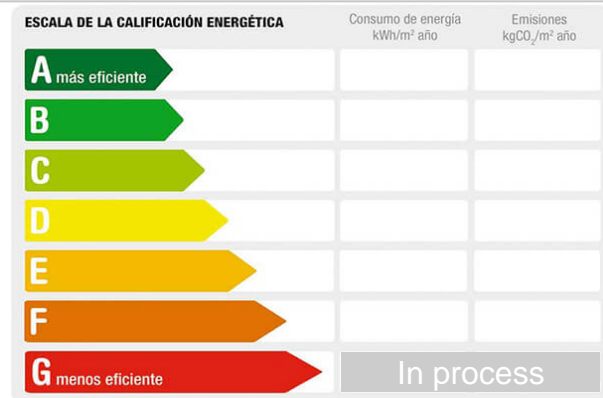 ESCALA DE LA CALIFICACIÓN ENERGÉTICA
Consumo de energía
kWh/m² año
Emisiones
kgCO₂/m² año
A más eficiente
B
C
D
E
F
G menos eficiente
In process